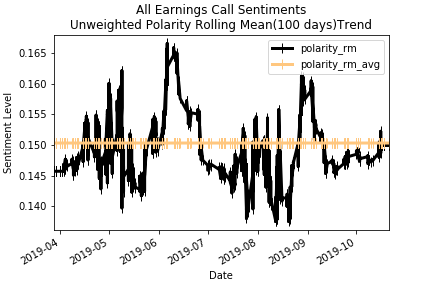 All Earnings Call Sentiments
Unweighted Polarity Rolling Mean(100 days)Trend
polarity_rm
polarity_rm_avg
Sentiment Level
0.165
0.160
0.155
0.150
0.145
0.140
2019-04
2019-05
2019-06
2019-07
2019-08
2019-09
2019-10
Date